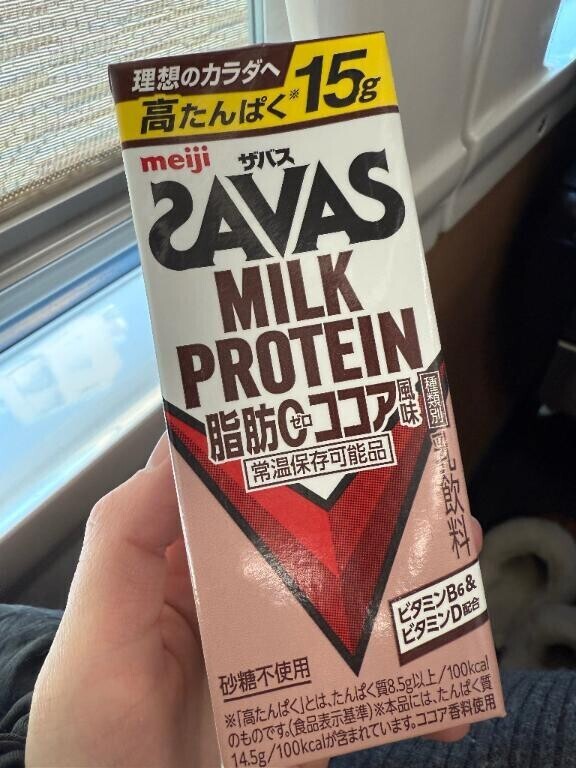 理想のカラダへ
高たんぱく※15g
meiji ザバス
SAVAS
MILK
PROTEIN
脂肪0ゼロ ココア風味
常温保存可能品
種類別 乳飲料
ビタミンB6&
ビタミンD配合
砂糖不使用
※「高たんぱく」とは、たんぱく質8.5g以上/100kcal
のものです。(食品表示基準)※本品には、たんぱく質
14.5g/100kcalが含まれています。ココア香料使用